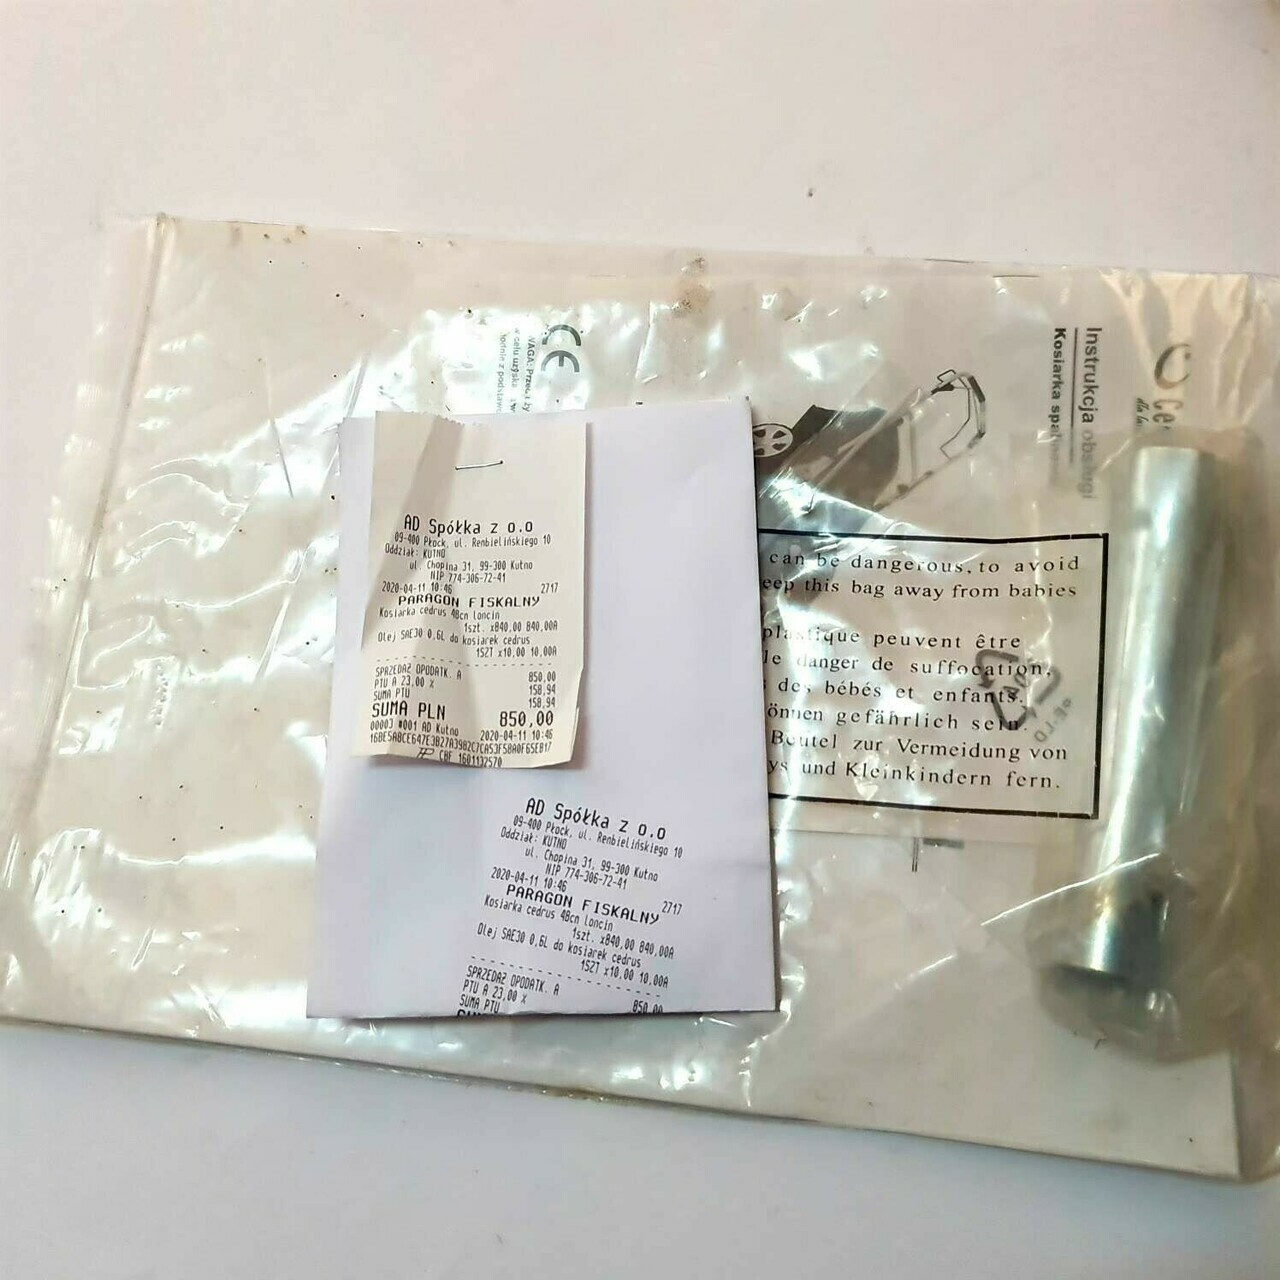 AD Spółka z o.o
09-400 Płock, ul. Renbielińskiego 10
Oddział: KUTNO
ul. Chopina 31, 99-300 Kutno
NIP 774-306-72-41
2020-04-11 10:46 2717
PARAGON FISKALNY
Kosiarka cedrus 48cm loncin
1szt. x840,00 840,00A
Olej SAE30 0,6L do kosiarek cedrus
1SZT x10,00 10,00A
SPRZEDAŻ OPODATK. A 850,00
PTU A 23,00 % 158,94
SUMA PTU 158,94
SUMA PLN 850,00
00003 #001 AD Kutno 2020-04-11 10:46
CBF 1601132570
AD Spółka z o.o
09-400 Płock, ul. Renbielińskiego 10
Oddział: KUTNO
ul. Chopina 31, 99-300 Kutno
NIP 774-306-72-41
2020-04-11 10:46 2717
PARAGON FISKALNY
Kosiarka cedrus 48cm loncin
1szt. x840,00 840,00A
Olej SAE30 0,6L do kosiarek cedrus
1SZT x10,00 10,00A
SPRZEDAŻ OPODATK. A 850,00
PTU A 23,00 %
SUMA PTU
CE
Instrukcja obsługi
Kosiarka
can be dangerous, to avoid
this bag away from babies
plastique peuvent être
le danger de suffocation,
des bébés et enfants.
können gefährlich sein.
Beutel zur Vermeidung von
und Kleinkindern fern.